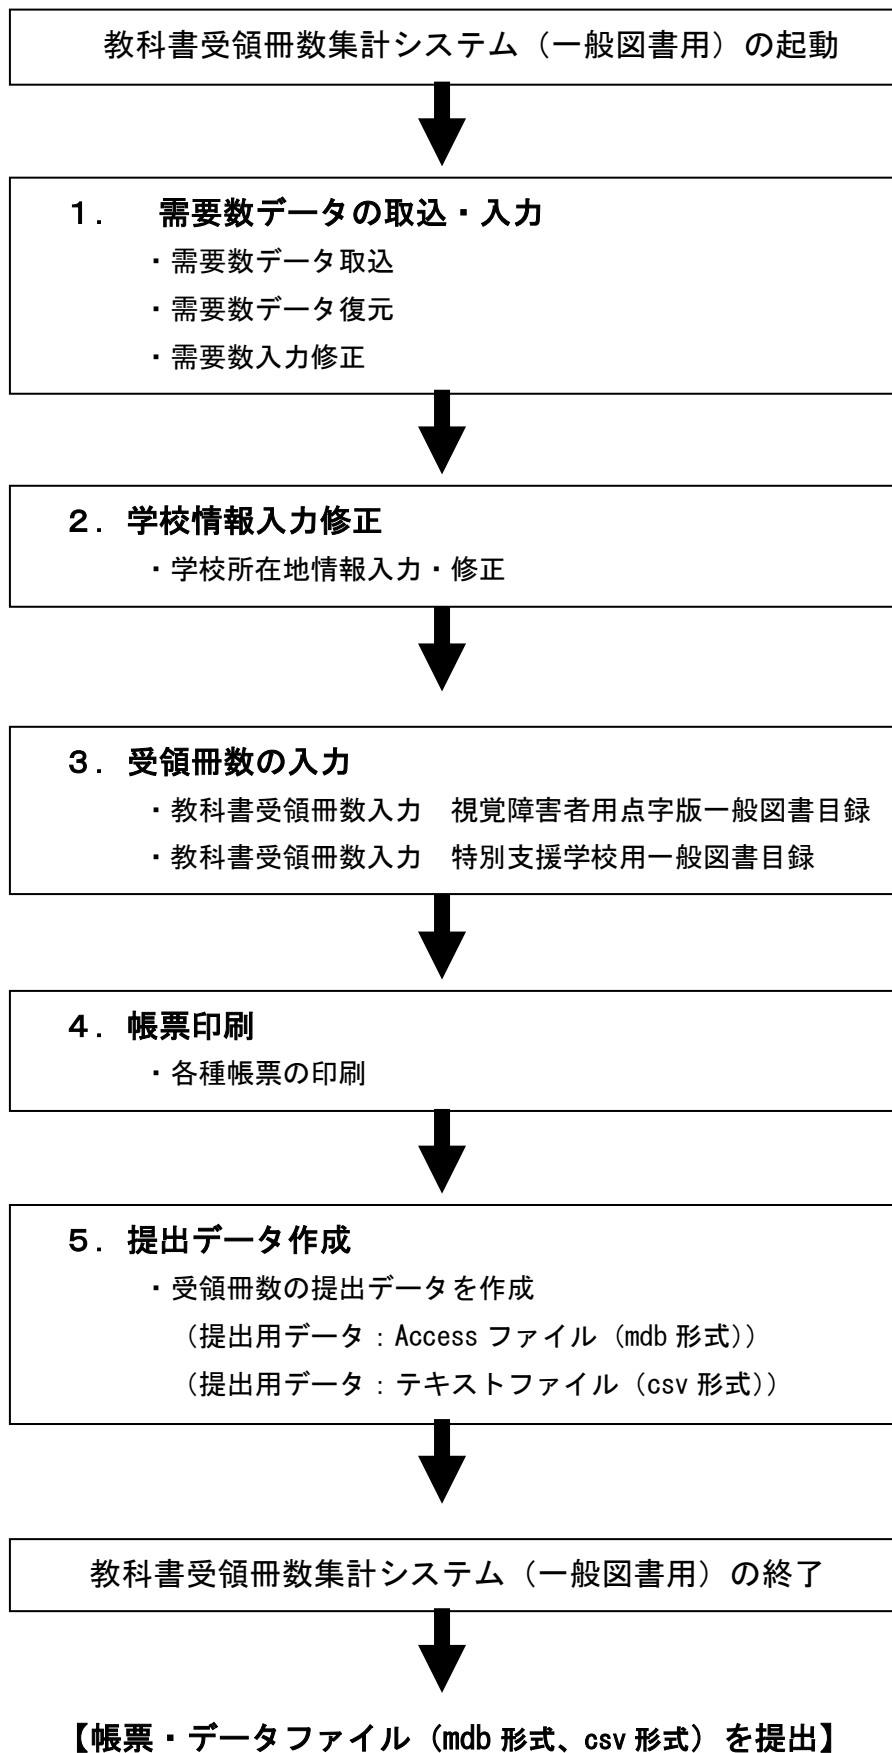 教科書受領冊数集計システム（一般図書用）の起動
１．　需要数データの取込・入力
・需要数データ取込
・需要数データ復元
・需要数入力修正
２．学校情報入力修正
・学校所在地情報入力・修正
３．受領冊数の入力
・教科書受領冊数入力　視覚障害者用点字版一般図書目録
・教科書受領冊数入力　特別支援学校用一般図書目録
４．帳票印刷
・各種帳票の印刷
５．提出データ作成
・受領冊数の提出データを作成
（提出用データ：Access ファイル（mdb 形式））
（提出用データ：テキストファイル（csv 形式））
教科書受領冊数集計システム（一般図書用）の終了
【帳票・データファイル（mdb 形式、csv 形式）を提出】